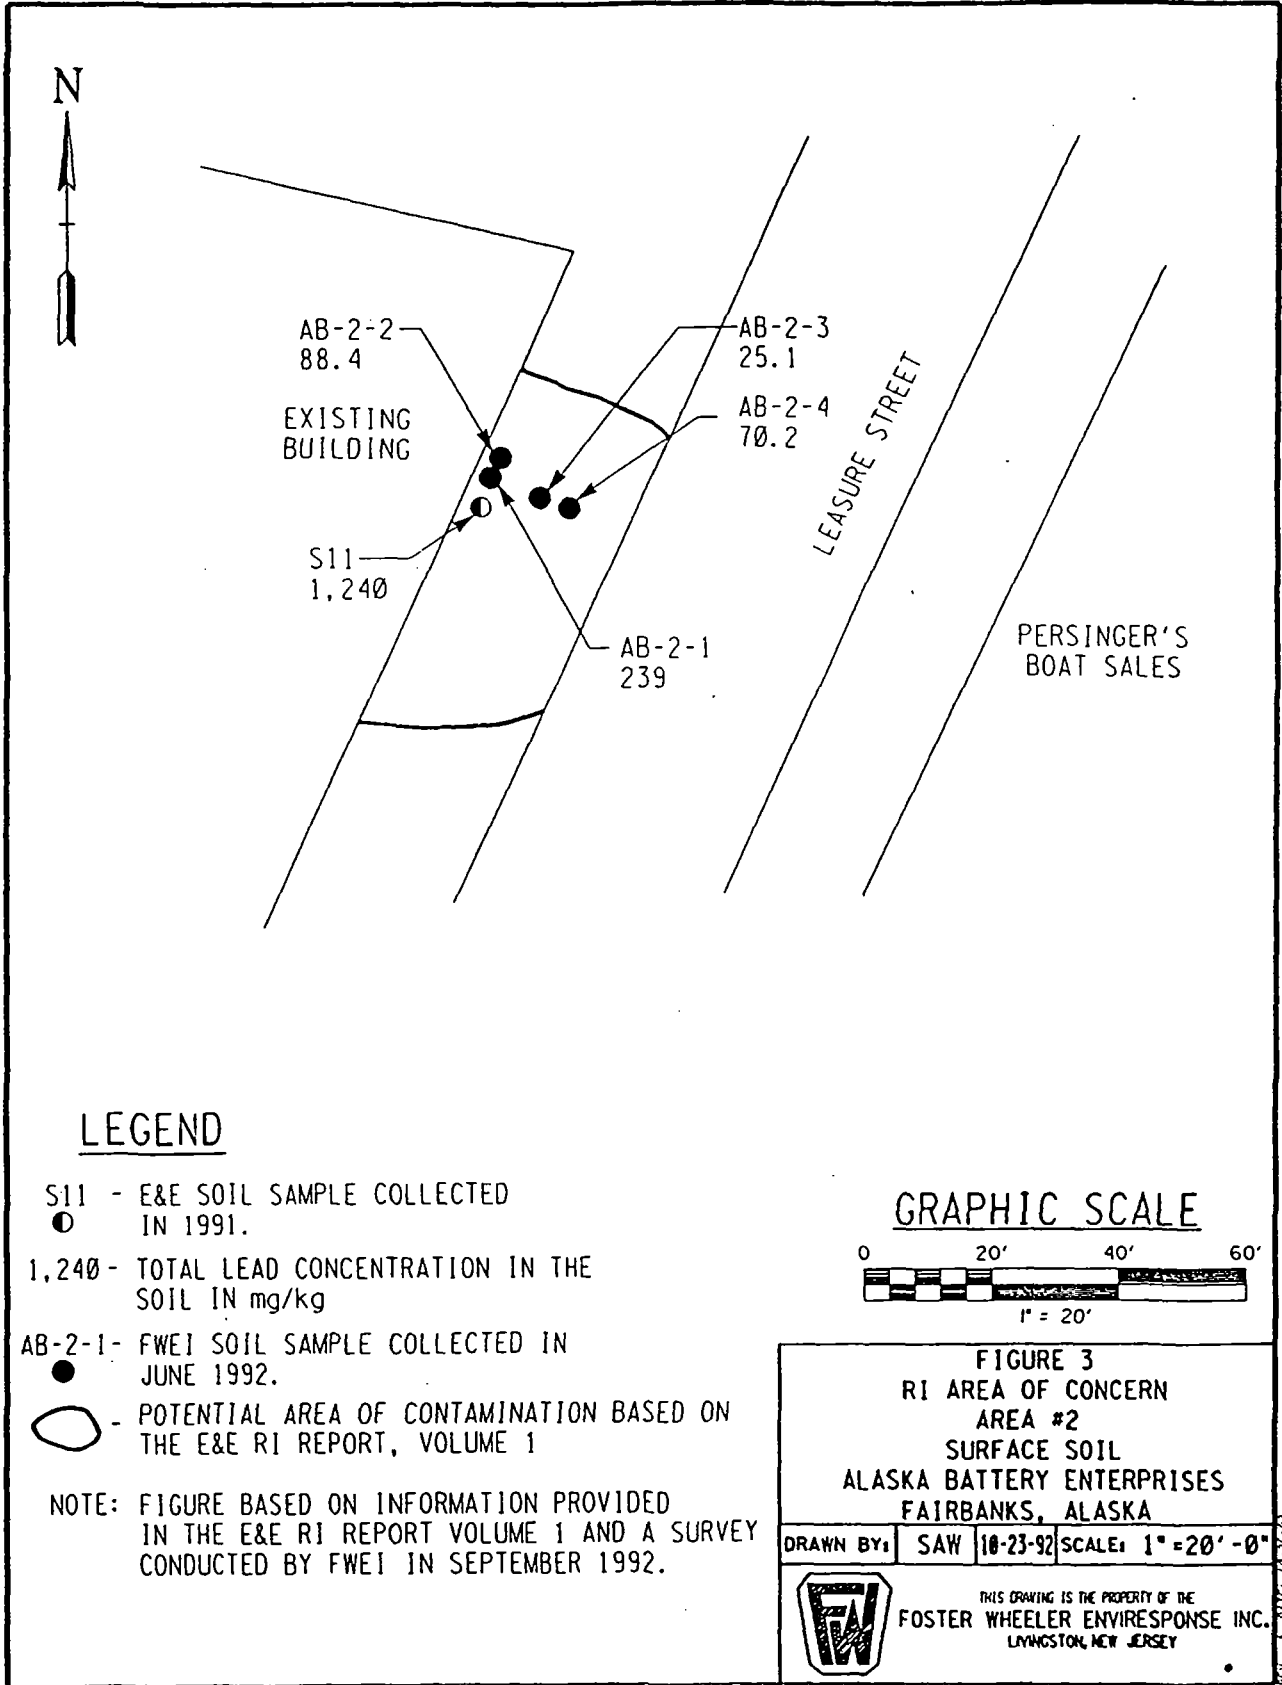 N
AB-2-2
88.4
AB-2-3
25.1
EXISTING
BUILDING
AB-2-4
70.2
LEASURE STREET
S11
1,240
AB-2-1
239
PERSINGER'S
BOAT SALES
LEGEND
S11 - E&E SOIL SAMPLE COLLECTED
IN 1991.
1,240 - TOTAL LEAD CONCENTRATION IN THE
SOIL IN mg/kg
AB-2-1- FWEI SOIL SAMPLE COLLECTED IN
JUNE 1992.
- POTENTIAL AREA OF CONTAMINATION BASED ON
THE E&E RI REPORT, VOLUME 1
NOTE: FIGURE BASED ON INFORMATION PROVIDED
IN THE E&E RI REPORT VOLUME 1 AND A SURVEY
CONDUCTED BY FWEI IN SEPTEMBER 1992.
GRAPHIC SCALE
0 20' 40' 60'
1" = 20'
FIGURE 3
RI AREA OF CONCERN
AREA #2
SURFACE SOIL
ALASKA BATTERY ENTERPRISES
FAIRBANKS, ALASKA
DRAWN BY: SAW 10-23-92 SCALE: 1"=20'-0"
FW
THIS DRAWING IS THE PROPERTY OF THE
FOSTER WHEELER ENVIRESPONSE INC.
LIVINGSTON, NEW JERSEY